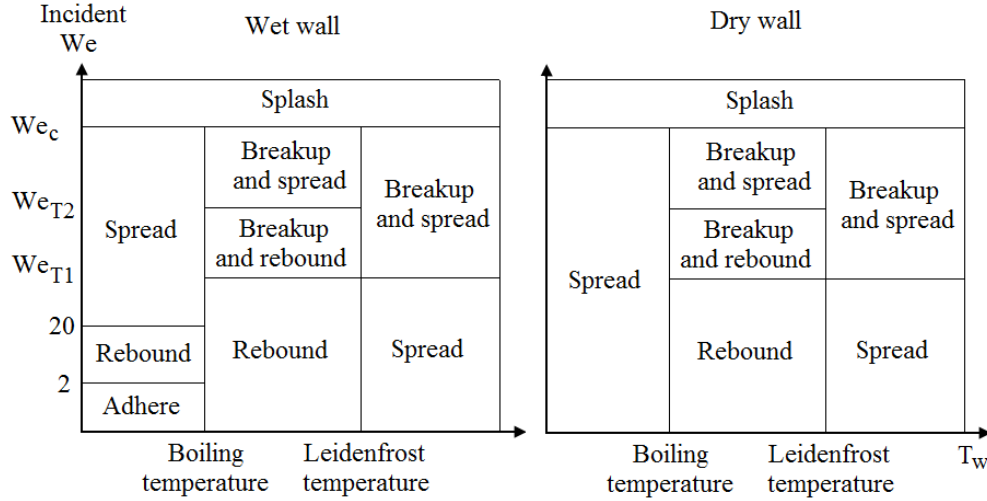 Incident
We
Wet wall
Dry wall
Splash
We_c
Breakup
and spread
Breakup
and spread
We_T2
Spread
Breakup
and rebound
We_T1
20
Rebound
Rebound
Spread
2
Adhere
Boiling
temperature
Leidenfrost
temperature
Splash
Breakup
and spread
Breakup
and spread
Breakup
and rebound
Spread
Rebound
Spread
Boiling
temperature
Leidenfrost
temperature
T_W